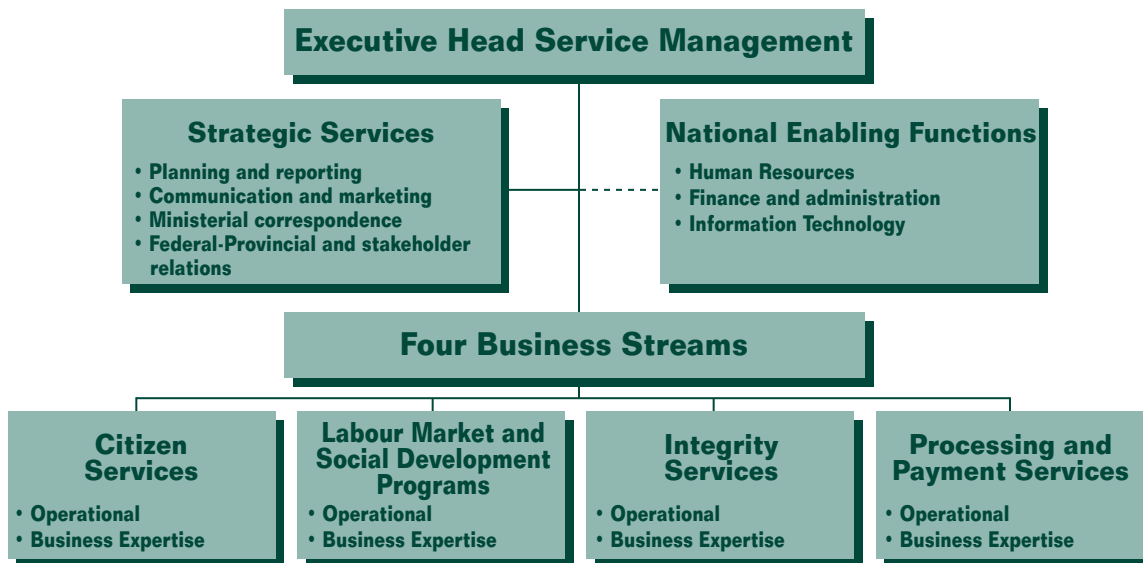 Executive Head Service Management
Strategic Services
• Planning and reporting
• Communication and marketing
• Ministerial correspondence
• Federal-Provincial and stakeholder
relations
National Enabling Functions
• Human Resources
• Finance and administration
• Information Technology
Four Business Streams
Citizen
Services
• Operational
• Business Expertise
Labour Market and
Social Development
Programs
• Operational
• Business Expertise
Integrity
Services
• Operational
• Business Expertise
Processing and
Payment Services
• Operational
• Business Expertise